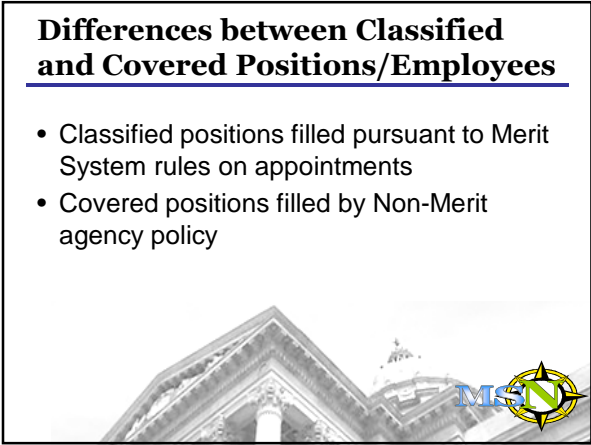 Differences between Classified
and Covered Positions/Employees
• Classified positions filled pursuant to Merit
System rules on appointments
• Covered positions filled by Non-Merit
agency policy
MSN